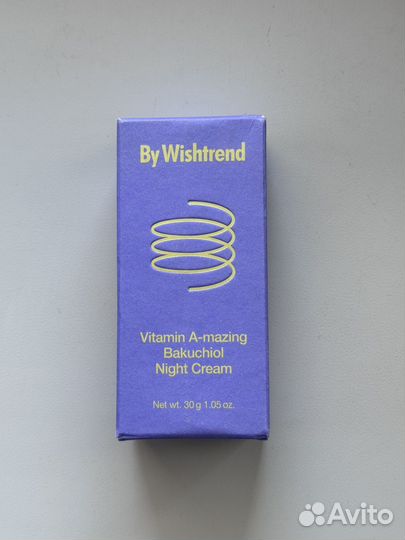 By Wishtrend
Vitamin A-mazing
Bakuchiol
Night Cream
Net wt. 30 g 1.05 oz.
Avito